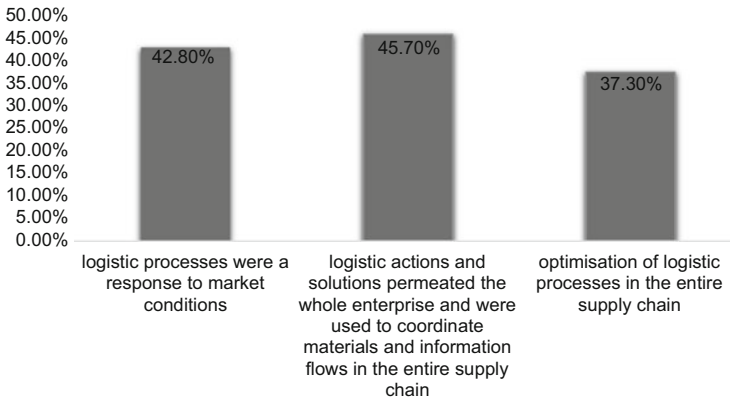 50.00%
45.00%
40.00%
35.00%
30.00%
25.00%
20.00%
15.00%
10.00%
5.00%
0.00%
42.80%
45.70%
37.30%
logistic processes were a
response to market
conditions
logistic actions and
solutions permeated the
whole enterprise and were
used to coordinate
materials and information
flows in the entire supply
chain
optimisation of logistic
processes in the entire
supply chain